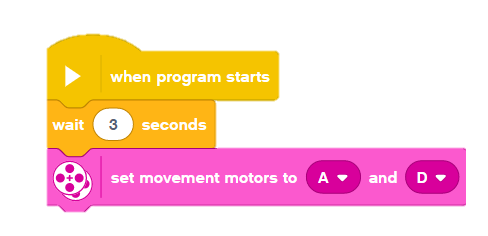 when program starts
wait 3 seconds
set movement motors to A and D